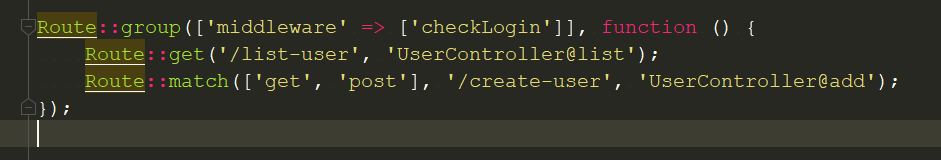 Route::group(['middleware' => ['checkLogin']], function () {
    Route::get('/list-user', 'UserController@list');
    Route::match(['get', 'post'], '/create-user', 'UserController@add');
});